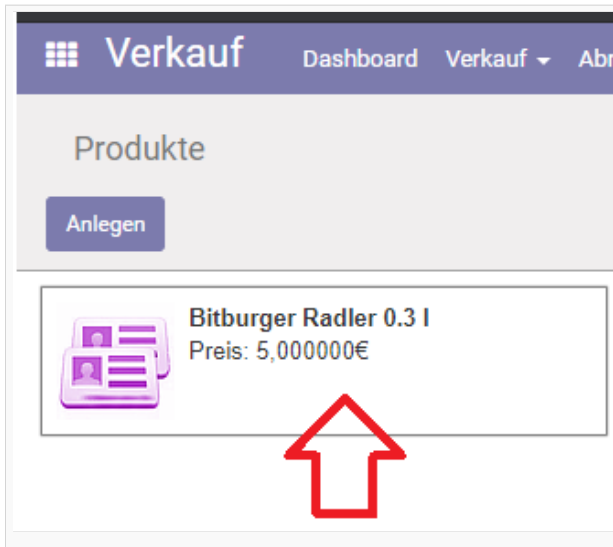 Verkauf Dashboard Verkauf
Produkte
Anlegen
Bitburger Radler 0.3 l
Preis: 5,000000€